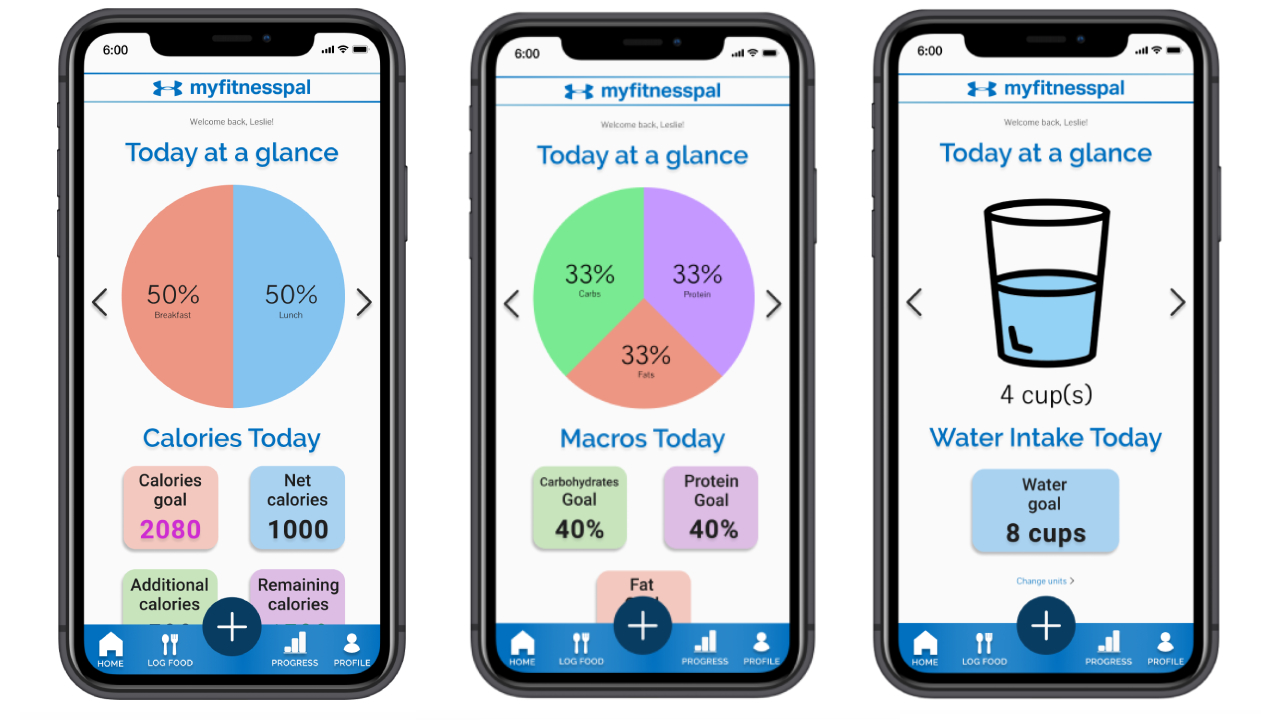 6:00
myfitnesspal
Welcome back, Leslie!
Today at a glance
50%
Breakfast
50%
Lunch
Calories Today
Calories
goal
2080
Net
calories
1000
Additional
calories
Remaining
calories
HOME
LOG FOOD
PROGRESS
PROFILE
6:00
myfitnesspal
Welcome back, Leslie!
Today at a glance
33%
Carbs
33%
Protein
33%
Fats
Macros Today
Carbohydrates
Goal
40%
Protein
Goal
40%
Fat
HOME
LOG FOOD
PROGRESS
PROFILE
6:00
myfitnesspal
Welcome back, Leslie!
Today at a glance
4 cup(s)
Water Intake Today
Water
goal
8 cups
Change units >
HOME
LOG FOOD
PROGRESS
PROFILE